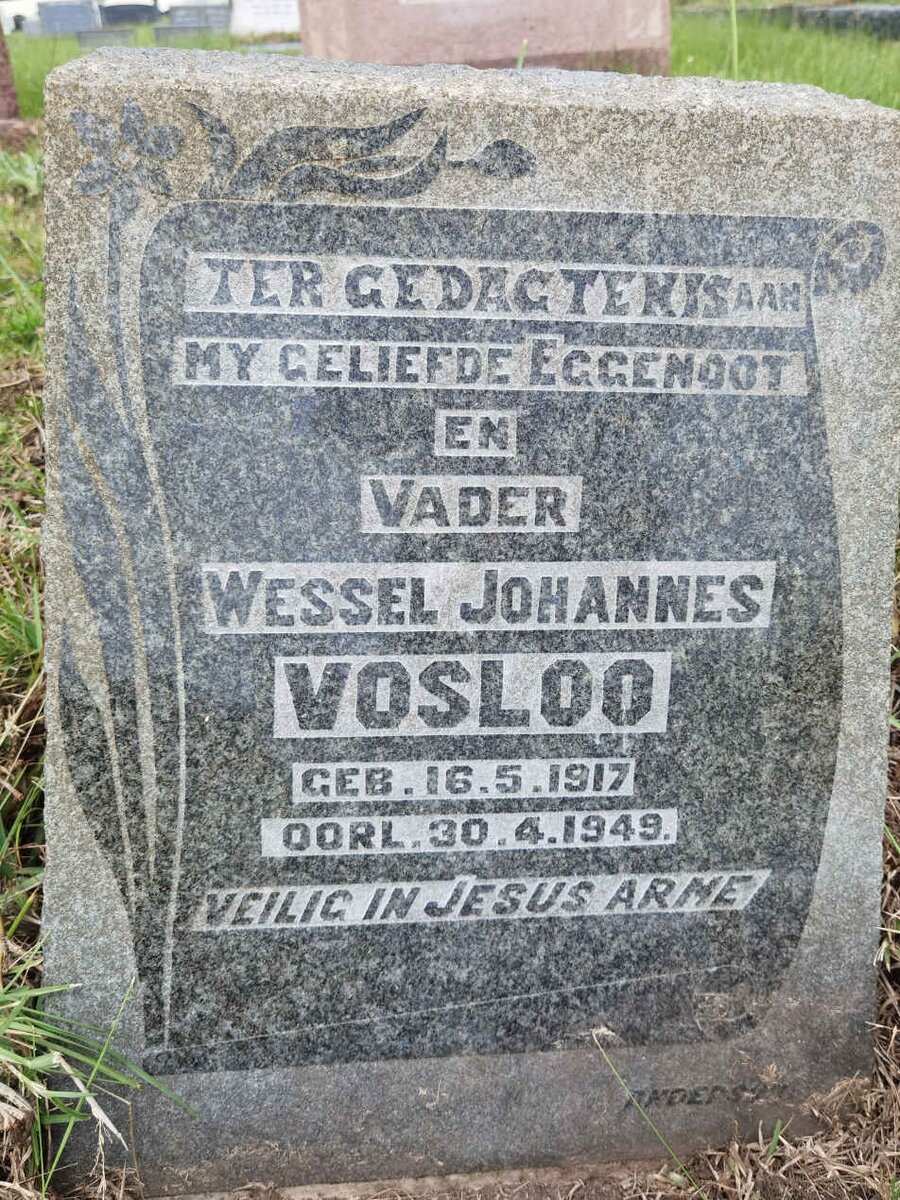 TER GEDAGTENIS AAN
MY GELIEFDE EGGENOOT
EN
VADER
WESSEL JOHANNES
VOSLOO
GEB. 16.5.1917
OORL. 30.4.1949.
VEILIG IN JESUS ARME